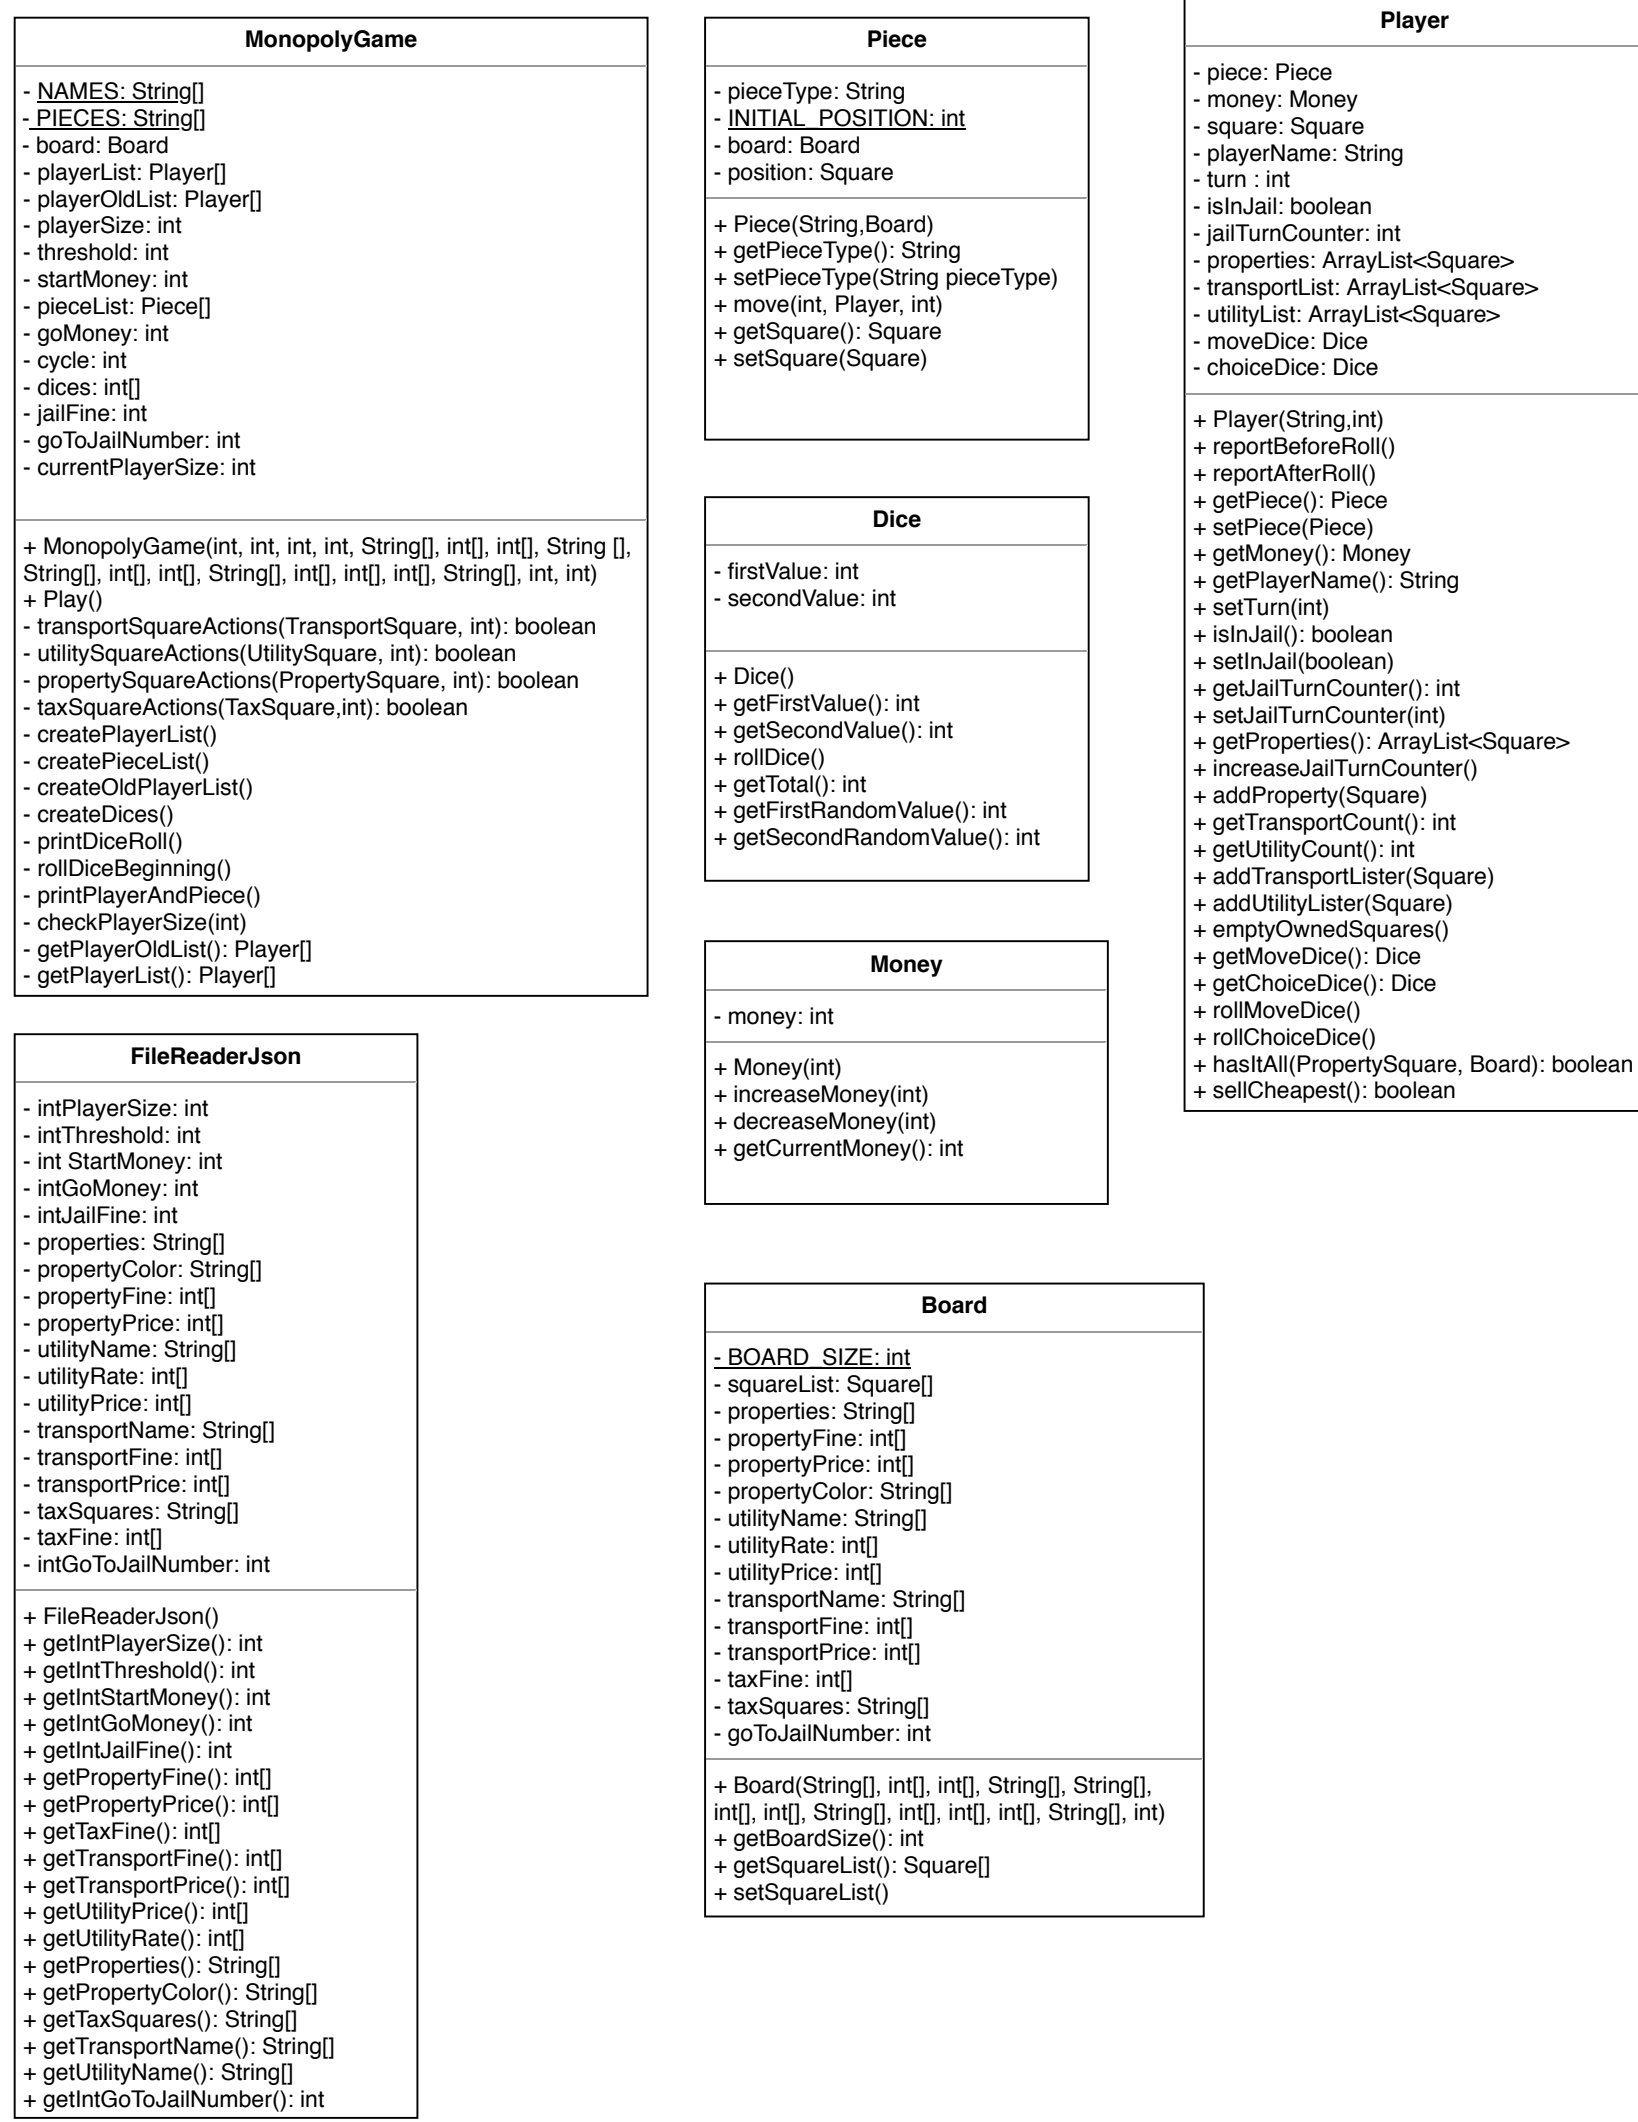 MonopolyGame
- NAMES: String[]
- PIECES: String[]
- board: Board
- playerList: Player[]
- playerOldList: Player[]
- playerSize: int
- threshold: int
- startMoney: int
- pieceList: Piece[]
- goMoney: int
- cycle: int
- dices: int[]
- jailFine: int
- goToJailNumber: int
- currentPlayerSize: int
+ MonopolyGame(int, int, int, int, String[], int[], int[], String [],
String[], int[], int[], String[], int[], int[], int[], String[], int, int)
+ Play()
- transportSquareActions(TransportSquare, int): boolean
- utilitySquareActions(UtilitySquare, int): boolean
- propertySquareActions(PropertySquare, int): boolean
- taxSquareActions(TaxSquare,int): boolean
- createPlayerList()
- createPieceList()
- createOldPlayerList()
- createDices()
- printDiceRoll()
- rollDiceBeginning()
- printPlayerAndPiece()
- checkPlayerSize(int)
- getPlayerOldList(): Player[]
- getPlayerList(): Player[]
FileReaderJson
- intPlayerSize: int
- intThreshold: int
- int StartMoney: int
- intGoMoney: int
- intJailFine: int
- properties: String[]
- propertyColor: String[]
- propertyFine: int[]
- propertyPrice: int[]
- utilityName: String[]
- utilityRate: int[]
- utilityPrice: int[]
- transportName: String[]
- transportFine: int[]
- transportPrice: int[]
- taxSquares: String[]
- taxFine: int[]
- intGoToJailNumber: int
+ FileReaderJson()
+ getIntPlayerSize(): int
+ getIntThreshold(): int
+ getIntStartMoney(): int
+ getIntGoMoney(): int
+ getIntJailFine(): int
+ getPropertyFine(): int[]
+ getPropertyPrice(): int[]
+ getTaxFine(): int[]
+ getTransportFine(): int[]
+ getTransportPrice(): int[]
+ getUtilityPrice(): int[]
+ getUtilityRate(): int[]
+ getProperties(): String[]
+ getPropertyColor(): String[]
+ getTaxSquares(): String[]
+ getTransportName(): String[]
+ getUtilityName(): String[]
+ getIntGoToJailNumber(): int
Piece
- pieceType: String
- INITIAL_POSITION: int
- board: Board
- position: Square
+ Piece(String,Board)
+ getPieceType(): String
+ setPieceType(String pieceType)
+ move(int, Player, int)
+ getSquare(): Square
+ setSquare(Square)
Dice
- firstValue: int
- secondValue: int
+ Dice()
+ getFirstValue(): int
+ getSecondValue(): int
+ rollDice()
+ getTotal(): int
+ getFirstRandomValue(): int
+ getSecondRandomValue(): int
Money
- money: int
+ Money(int)
+ increaseMoney(int)
+ decreaseMoney(int)
+ getCurrentMoney(): int
Board
- BOARD_SIZE: int
- squareList: Square[]
- properties: String[]
- propertyFine: int[]
- propertyPrice: int[]
- propertyColor: String[]
- utilityName: String[]
- utilityRate: int[]
- utilityPrice: int[]
- transportName: String[]
- transportFine: int[]
- transportPrice: int[]
- taxFine: int[]
- taxSquares: String[]
- goToJailNumber: int
+ Board(String[], int[], int[], String[], String[],
int[], int[], String[], int[], int[], int[], String[], int)
+ getBoardSize(): int
+ getSquareList(): Square[]
+ setSquareList()
Player
- piece: Piece
- money: Money
- square: Square
- playerName: String
- turn : int
- isInJail: boolean
- jailTurnCounter: int
- properties: ArrayList<Square>
- transportList: ArrayList<Square>
- utilityList: ArrayList<Square>
- moveDice: Dice
- choiceDice: Dice
+ Player(String,int)
+ reportBeforeRoll()
+ reportAfterRoll()
+ getPiece(): Piece
+ setPiece(Piece)
+ getMoney(): Money
+ getPlayerName(): String
+ setTurn(int)
+ isInJail(): boolean
+ setInJail(boolean)
+ getJailTurnCounter(): int
+ setJailTurnCounter(int)
+ getProperties(): ArrayList<Square>
+ increaseJailTurnCounter()
+ addProperty(Square)
+ getTransportCount(): int
+ getUtilityCount(): int
+ addTransportLister(Square)
+ addUtilityLister(Square)
+ emptyOwnedSquares()
+ getMoveDice(): Dice
+ getChoiceDice(): Dice
+ rollMoveDice()
+ rollChoiceDice()
+ hasItAll(PropertySquare, Board): boolean
+ sellCheapest(): boolean